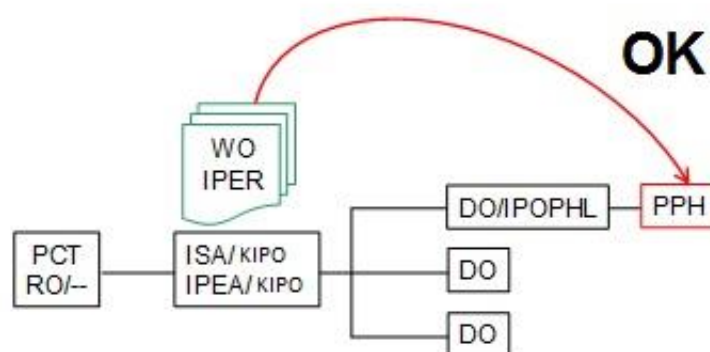 OK
WO
IPER
DO/IPOPHL
PPH
PCT
RO/--
ISA/ KIPO
IPEA/ KIPO
DO
DO